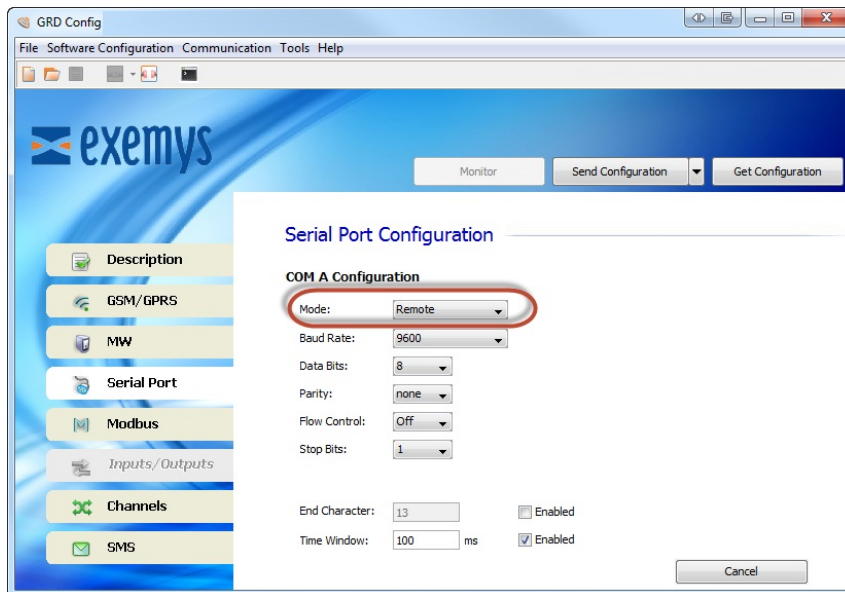 GRD Config
File Software Configuration Communication Tools Help
exemys
Monitor Send Configuration Get Configuration
Serial Port Configuration
Description
COM A Configuration
GSM/GPRS
Mode: Remote
MW
Baud Rate: 9600
Data Bits: 8
Serial Port
Parity: none
Modbus
Flow Control: Off
Stop Bits: 1
Inputs/Outputs
Channels
End Character: 13 Enabled
SMS
Time Window: 100 ms Enabled
Cancel